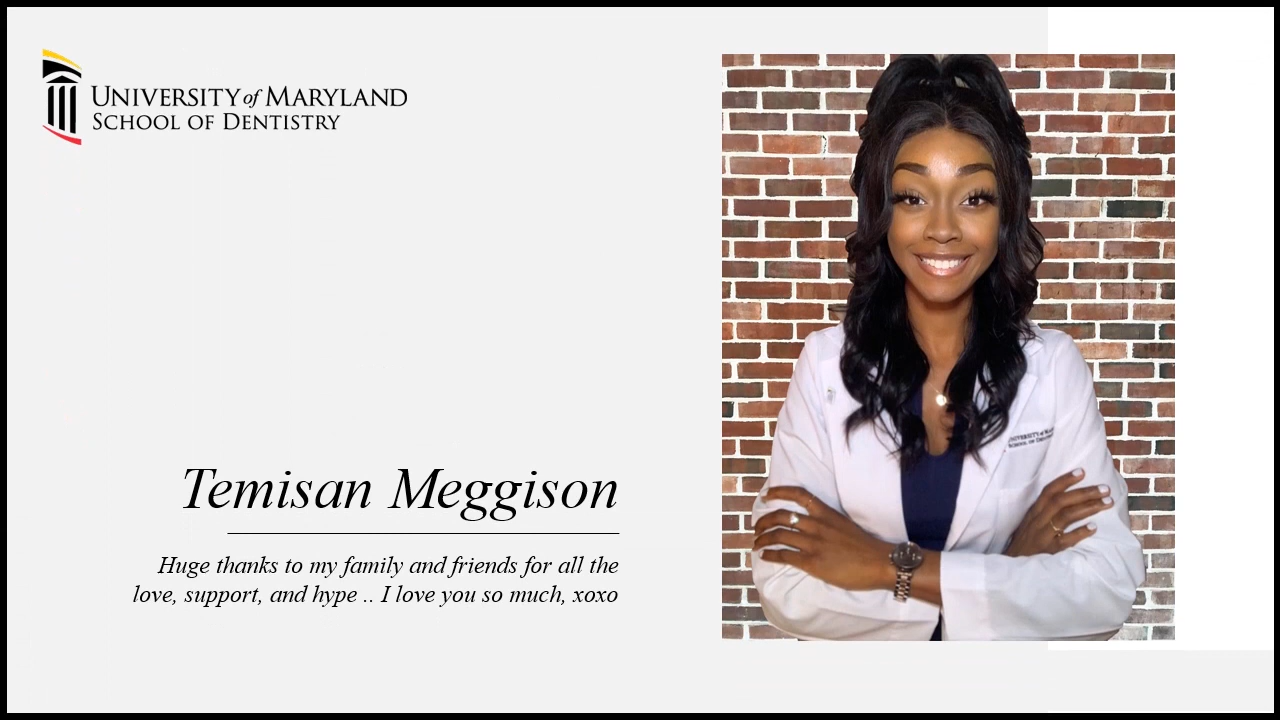 UNIVERSITY of MARYLAND
SCHOOL OF DENTISTRY
Temisan Meggison
Huge thanks to my family and friends for all the
love, support, and hype .. I love you so much, xoxo